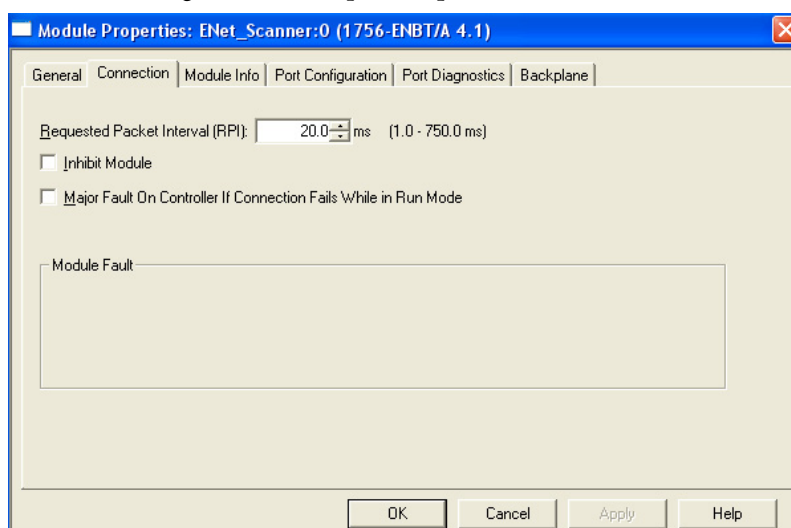 Module Properties: ENet_Scanner:0 (1756-ENBT/A 4.1)
General Connection Module Info Port Configuration Port Diagnostics Backplane
Requested Packet Interval (RPI): 20.0 ms (1.0 - 750.0 ms)
Inhibit Module
Major Fault On Controller If Connection Fails While in Run Mode
Module Fault
OK Cancel Apply Help